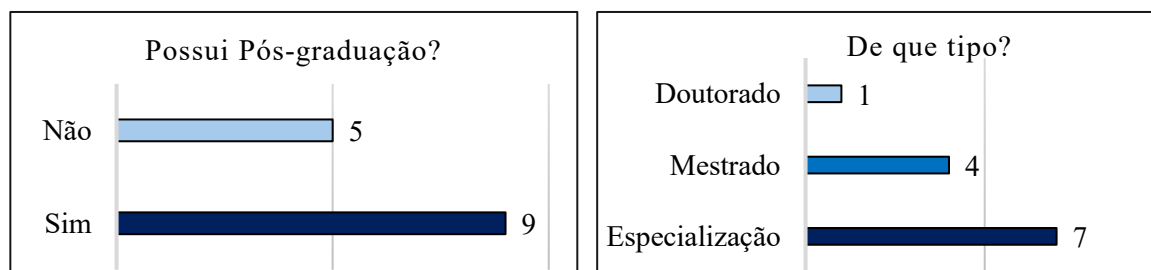 Possui Pós-graduação?
Não 5
Sim 9
De que tipo?
Doutorado 1
Mestrado 4
Especialização 7